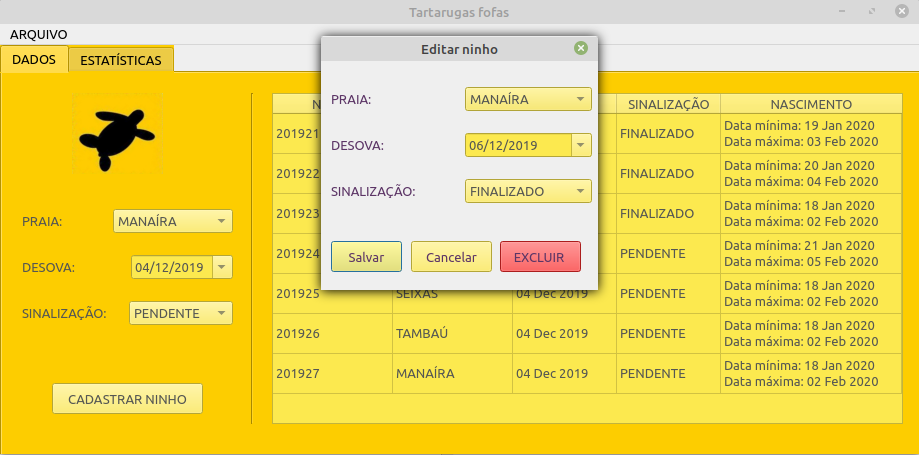 Tartarugas fofas
ARQUIVO
DADOS
ESTATÍSTICAS
PRAIA:
MANAÍRA
DESOVA:
04/12/2019
SINALIZAÇÃO:
PENDENTE
CADASTRAR NINHO
Editar ninho
PRAIA:
MANAÍRA
DESOVA:
06/12/2019
SINALIZAÇÃO:
FINALIZADO
Salvar
Cancelar
EXCLUIR
N
SINALIZAÇÃO
NASCIMENTO
201921
FINALIZADO
Data mínima: 19 Jan 2020
Data máxima: 03 Feb 2020
201922
FINALIZADO
Data mínima: 20 Jan 2020
Data máxima: 04 Feb 2020
201923
FINALIZADO
Data mínima: 18 Jan 2020
Data máxima: 02 Feb 2020
201924
PENDENTE
Data mínima: 21 Jan 2020
Data máxima: 05 Feb 2020
201925
SEIXAS
04 Dec 2019
PENDENTE
Data mínima: 18 Jan 2020
Data máxima: 02 Feb 2020
201926
TAMBAÚ
04 Dec 2019
PENDENTE
Data mínima: 18 Jan 2020
Data máxima: 02 Feb 2020
201927
MANAÍRA
04 Dec 2019
PENDENTE
Data mínima: 18 Jan 2020
Data máxima: 02 Feb 2020